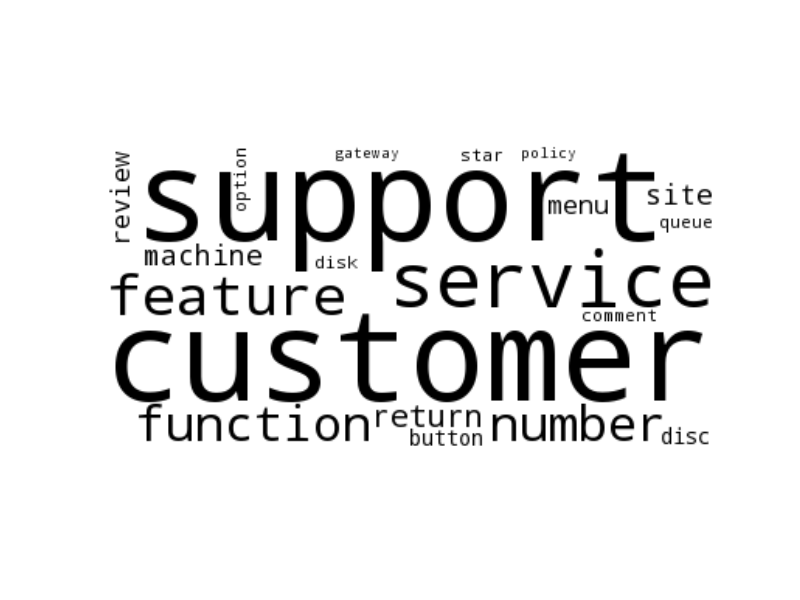 gateway
star
policy
review
option
support
menu
site
queue
machine
disk
feature
service
comment
customer
function
return
button
number
disc